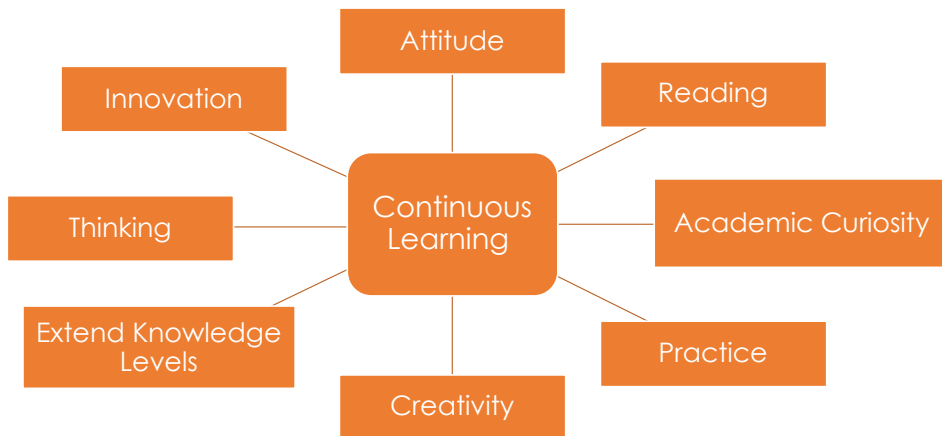 Attitude
Innovation
Reading
Continuous
Learning
Thinking
Academic Curiosity
Extend Knowledge
Levels
Practice
Creativity